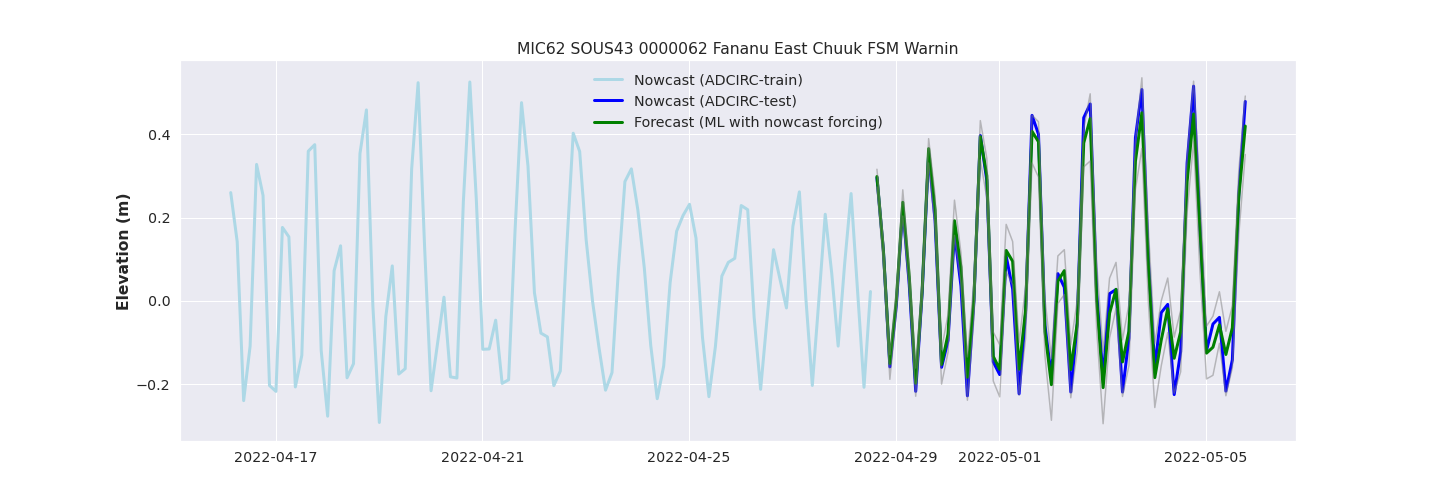 MIC62 SOUS43 0000062 Fananu East Chuuk FSM Warnin
Nowcast (ADCIRC-train)
Nowcast (ADCIRC-test)
Forecast (ML with nowcast forcing)
Elevation (m)
0.4
0.2
0.0
−0.2
2022-04-17 2022-04-21 2022-04-25 2022-04-29 2022-05-01 2022-05-05